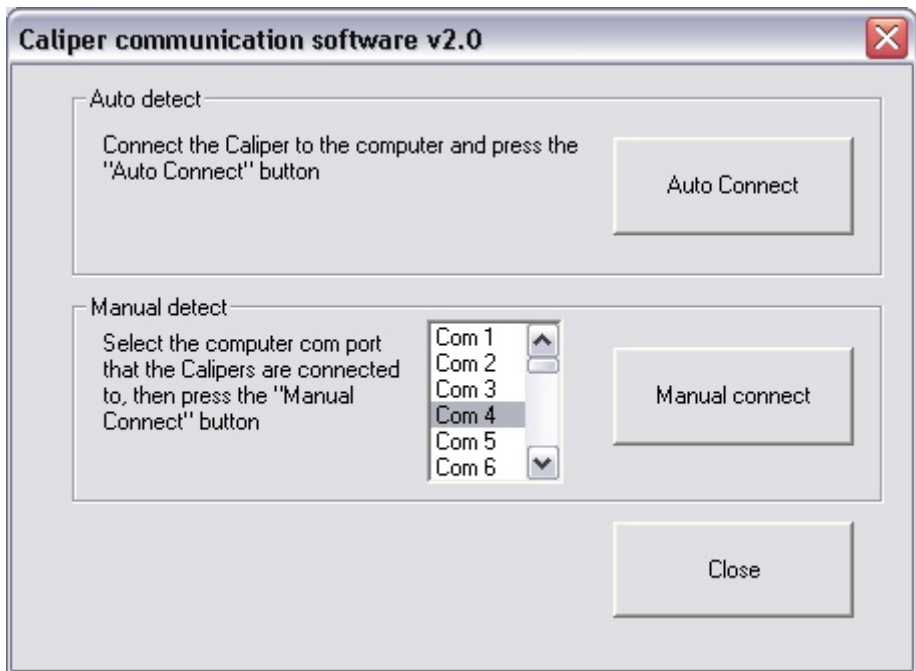 Caliper communication software v2.0
Auto detect
Connect the Caliper to the computer and press the
"Auto Connect" button
Auto Connect
Manual detect
Select the computer com port
that the Calipers are connected
to, then press the "Manual
Connect" button
Com 1
Com 2
Com 3
Com 4
Com 5
Com 6
Manual connect
Close